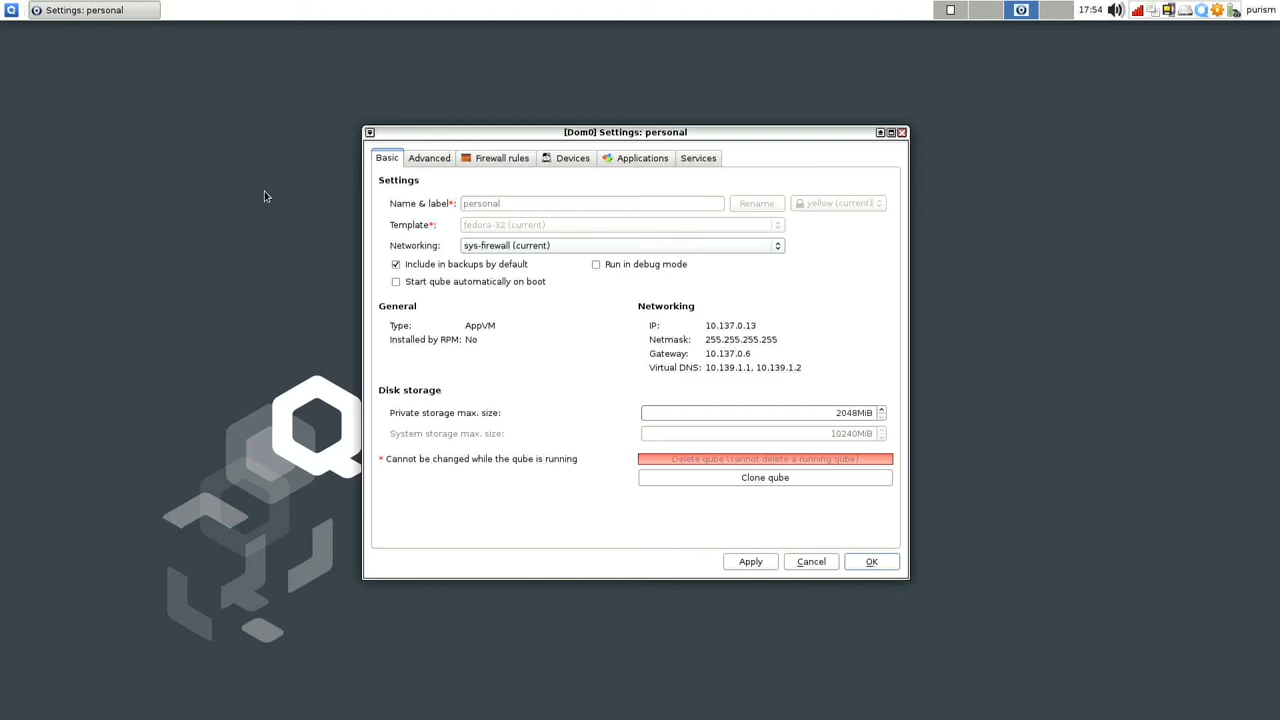 Settings: personal
17:54
purism
[Dom0] Settings: personal
Basic Advanced Firewall rules Devices Applications Services
Settings
Name & label*: personal Rename yellow (current)
Template*: fedora-32 (current)
Networking: sys-firewall (current)
Include in backups by default Run in debug mode
Start qube automatically on boot
General Networking
Type: AppVM IP: 10.137.0.13
Installed by RPM: No Netmask: 255.255.255.255
Gateway: 10.137.0.6
Virtual DNS: 10.139.1.1, 10.139.1.2
Disk storage
Private storage max. size: 2048MiB
System storage max. size: 10240MiB
* Cannot be changed while the qube is running Delete qube (cannot delete a running qube)
Clone qube
Apply Cancel OK